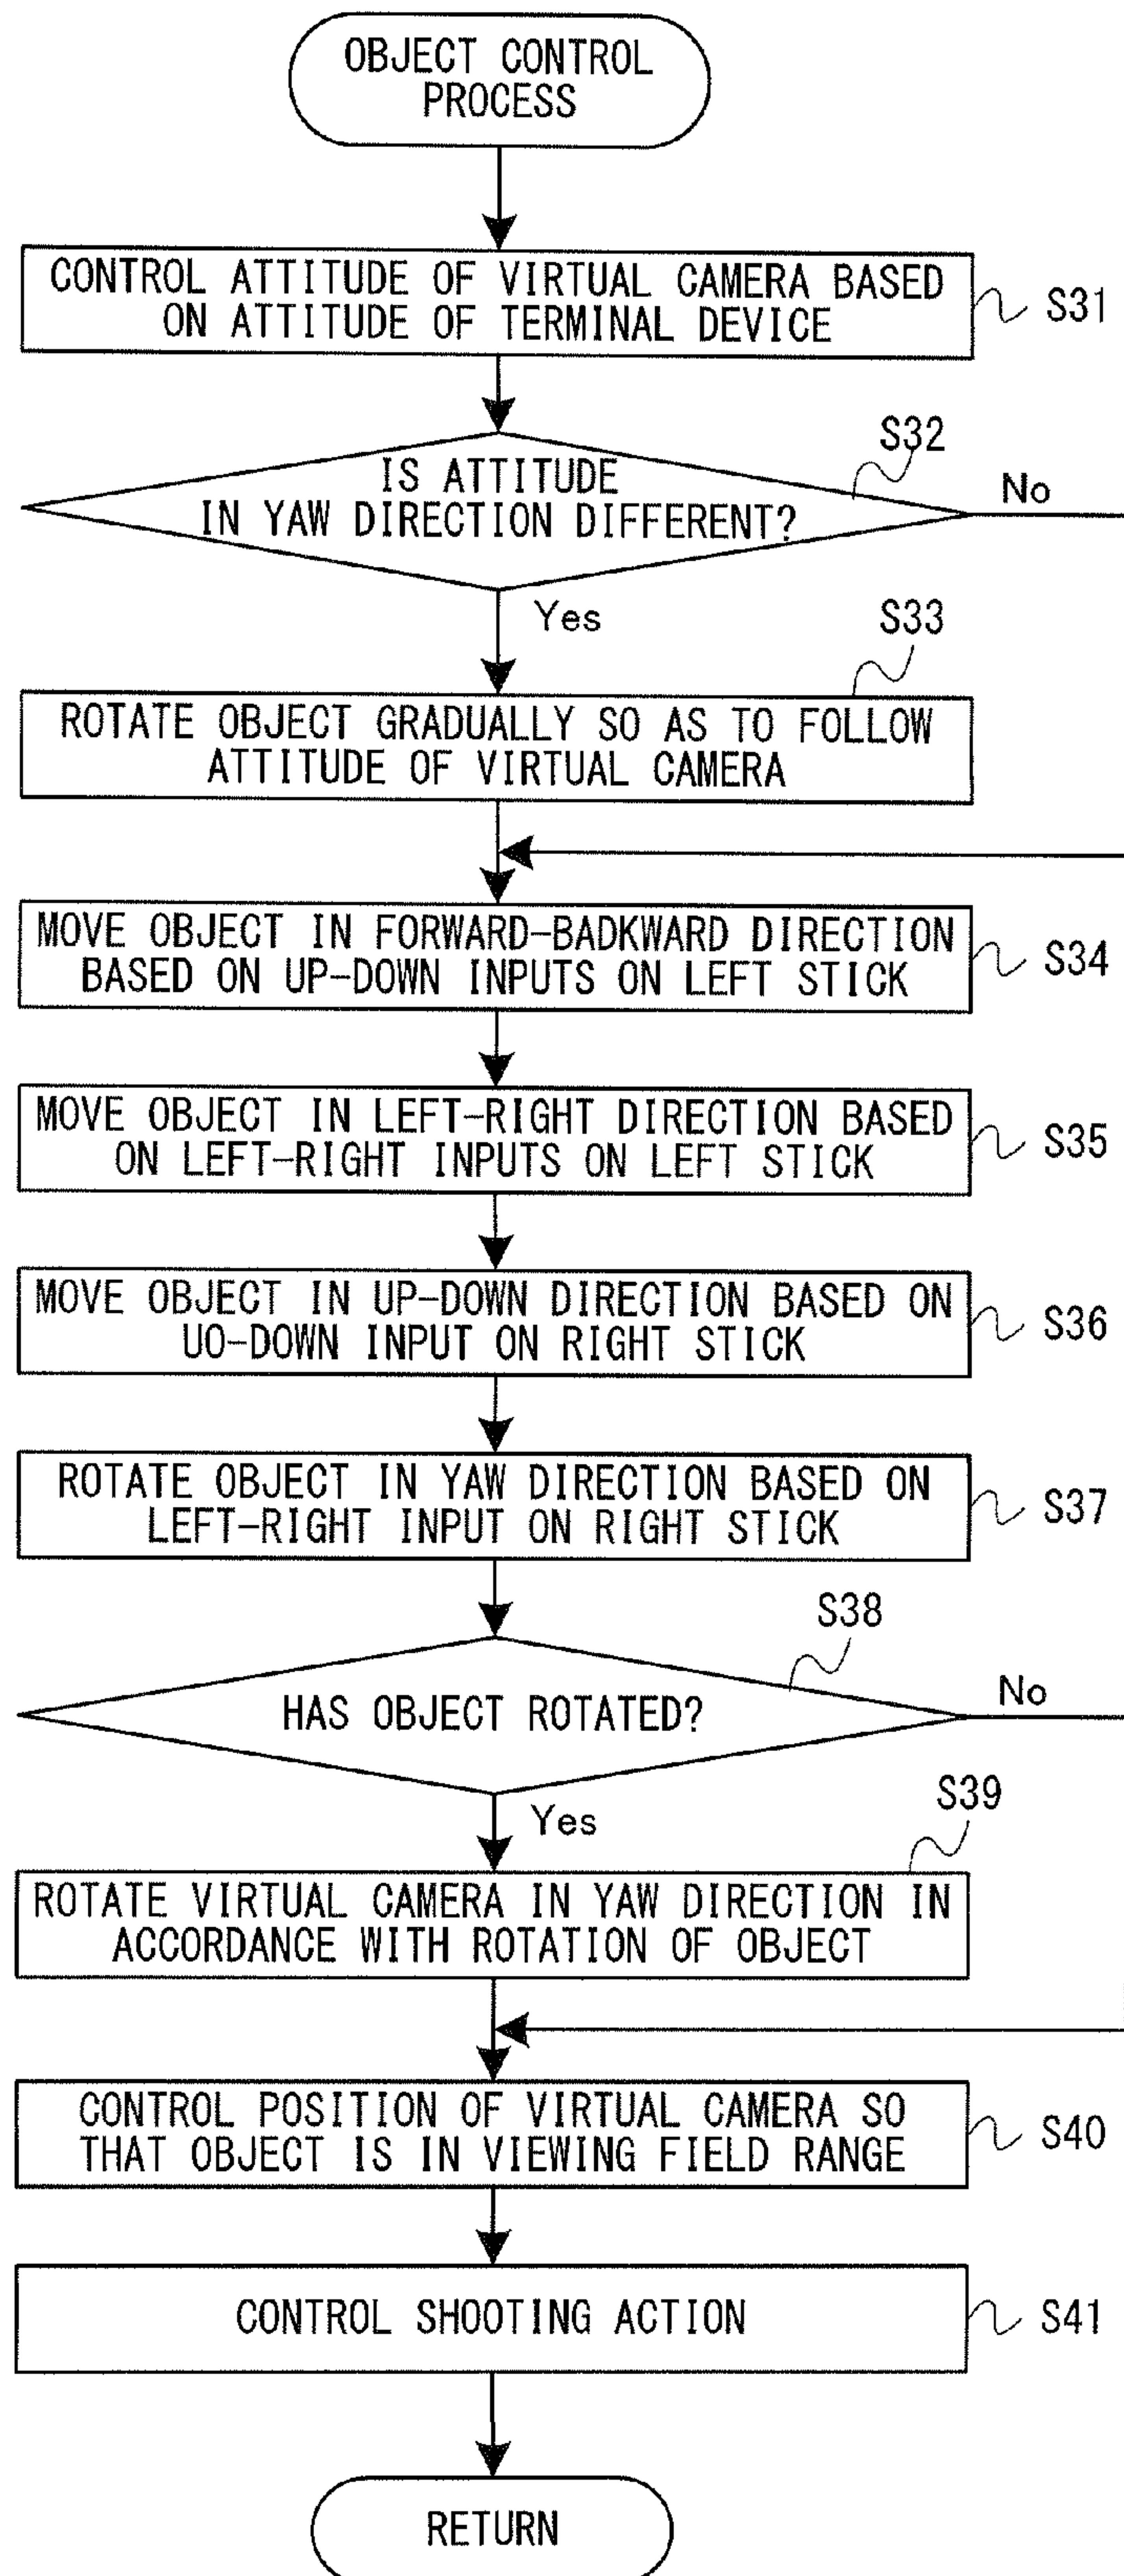 OBJECT CONTROL
PROCESS
CONTROL ATTITUDE OF VIRTUAL CAMERA BASED
ON ATTITUDE OF TERMINAL DEVICE
S31
S32
IS ATTITUDE
IN YAW DIRECTION DIFFERENT?
No
Yes
S33
ROTATE OBJECT GRADUALLY SO AS TO FOLLOW
ATTITUDE OF VIRTUAL CAMERA
MOVE OBJECT IN FORWARD-BADKWARD DIRECTION
BASED ON UP-DOWN INPUTS ON LEFT STICK
S34
MOVE OBJECT IN LEFT-RIGHT DIRECTION BASED
ON LEFT-RIGHT INPUTS ON LEFT STICK
S35
MOVE OBJECT IN UP-DOWN DIRECTION BASED ON
UO-DOWN INPUT ON RIGHT STICK
S36
ROTATE OBJECT IN YAW DIRECTION BASED ON
LEFT-RIGHT INPUT ON RIGHT STICK
S37
S38
HAS OBJECT ROTATED?
No
Yes
S39
ROTATE VIRTUAL CAMERA IN YAW DIRECTION IN
ACCORDANCE WITH ROTATION OF OBJECT
CONTROL POSITION OF VIRTUAL CAMERA SO
THAT OBJECT IS IN VIEWING FIELD RANGE
S40
CONTROL SHOOTING ACTION
S41
RETURN